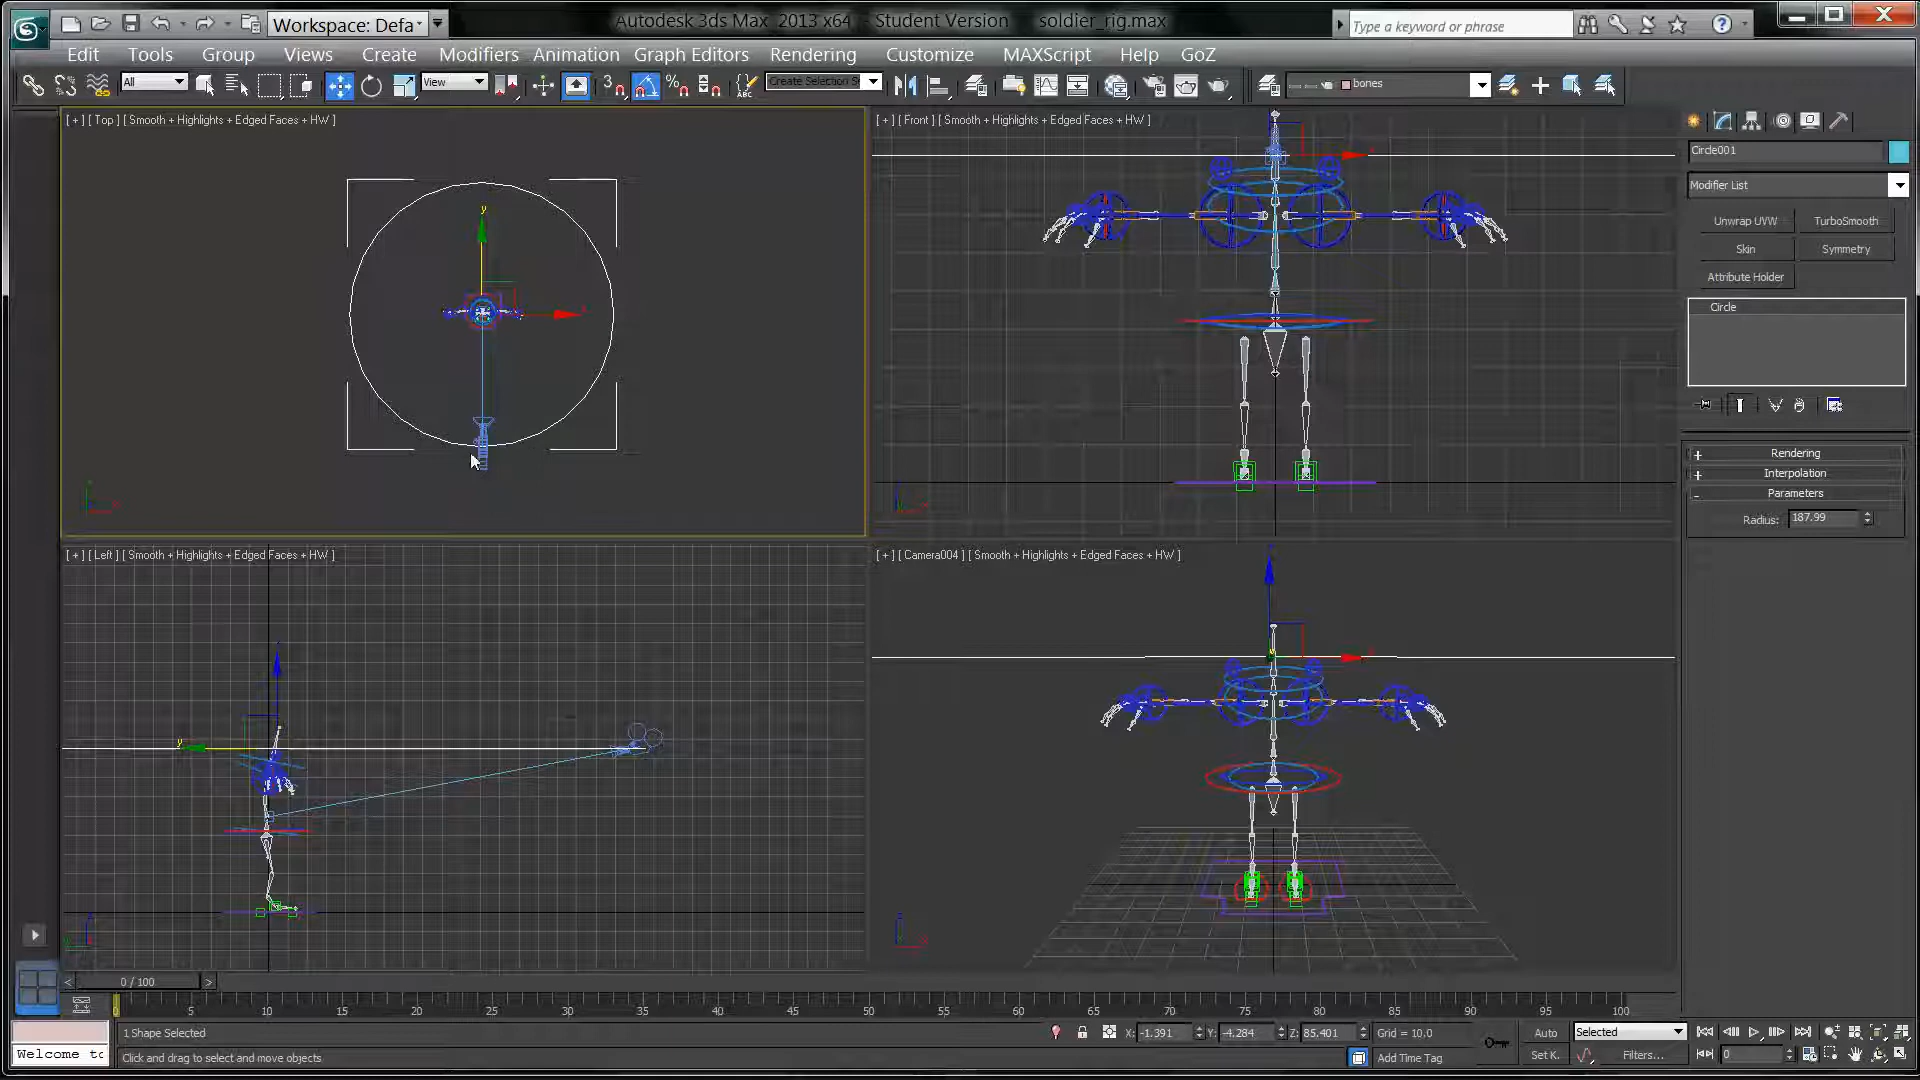 Workspace: Defa
Autodesk 3ds Max 2013 x64 - Student Version soldier_rig.max
Type a keyword or phrase
Edit Tools Group Views Create Modifiers Animation Graph Editors Rendering Customize MAXScript Help GoZ
All View Create Selection S bones
[ + ] [ Top ] [ Smooth + Highlights + Edged Faces + HW ]
[ + ] [ Front ] [ Smooth + Highlights + Edged Faces + HW ]
Circle001
Modifier List
Unwrap UVW TurboSmooth
Skin Symmetry
Attribute Holder
Circle
+ Rendering
+ Interpolation
- Parameters
Radius: 187.99
[ + ] [ Left ] [ Smooth + Highlights + Edged Faces + HW ]
[ + ] [ Camera004 ] [ Smooth + Highlights + Edged Faces + HW ]
< 0 / 100 >
5 10 15 20 25 30 35 40 45 50 55 60 65 70 75 80 85 90 95 100
1 Shape Selected X: -1.391 Y: -4.284 Z: 85.401 Grid = 10.0 Auto Selected
Welcome to Click and drag to select and move objects Add Time Tag Set K. Filters... 0